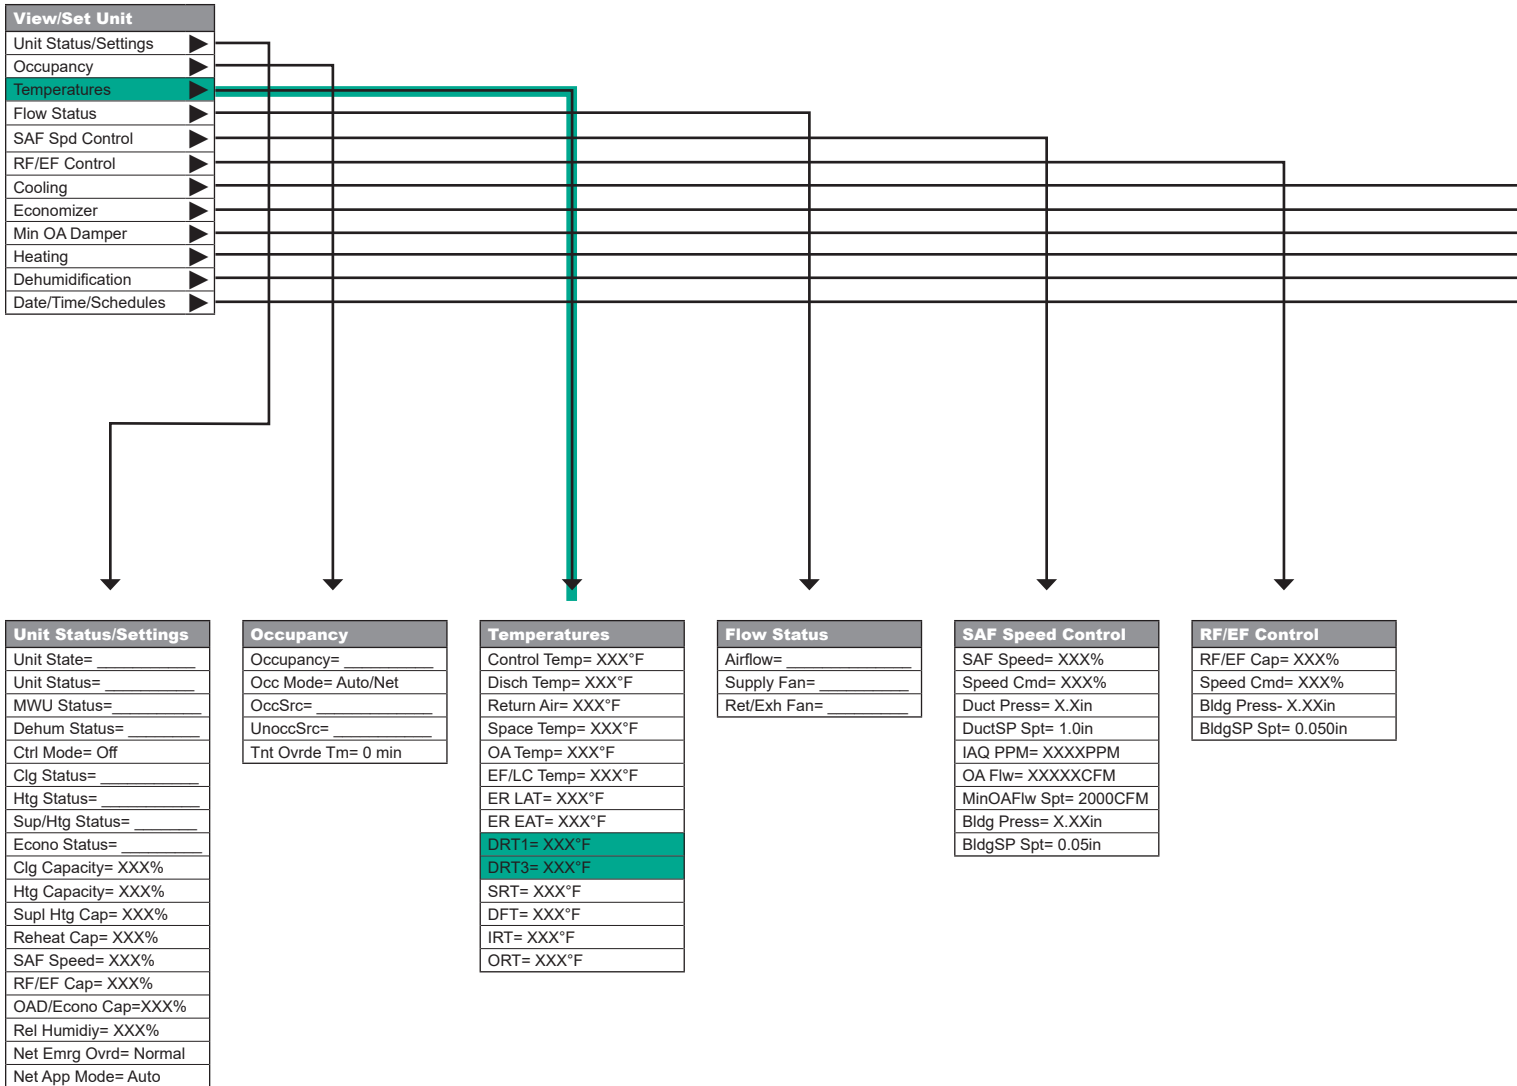 View/Set Unit
Unit Status/Settings
Occupancy
Temperatures
Flow Status
SAF Spd Control
RF/EF Control
Cooling
Economizer
Min OA Damper
Heating
Dehumidification
Date/Time/Schedules
Unit Status/Settings
Unit State= ___________
Unit Status= __________
MWU Status=__________
Dehum Status= ________
Ctrl Mode= Off
Clg Status= ___________
Htg Status= ___________
Sup/Htg Status= _______
Econo Status= _________
Clg Capacity= XXX%
Htg Capacity= XXX%
Supl Htg Cap= XXX%
Reheat Cap= XXX%
SAF Speed= XXX%
RF/EF Cap= XXX%
OAD/Econo Cap=XXX%
Rel Humidiy= XXX%
Net Emrg Ovrd= Normal
Net App Mode= Auto
Occupancy
Occupancy= __________
Occ Mode= Auto/Net
OccSrc= _____________
UnoccSrc= ___________
Tnt Ovrde Tm= 0 min
Temperatures
Control Temp= XXX°F
Disch Temp= XXX°F
Return Air= XXX°F
Space Temp= XXX°F
OA Temp= XXX°F
EF/LC Temp= XXX°F
ER LAT= XXX°F
ER EAT= XXX°F
DRT1= XXX°F
DRT3= XXX°F
SRT= XXX°F
DFT= XXX°F
IRT= XXX°F
ORT= XXX°F
Flow Status
Airflow= ______________
Supply Fan= __________
Ret/Exh Fan= _________
SAF Speed Control
SAF Speed= XXX%
Speed Cmd= XXX%
Duct Press= X.Xin
DuctSP Spt= 1.0in
IAQ PPM= XXXXPPM
OA Flw= XXXXXCFM
MinOAFlw Spt= 2000CFM
Bldg Press= X.XXin
BldgSP Spt= 0.05in
RF/EF Control
RF/EF Cap= XXX%
Speed Cmd= XXX%
Bldg Press- X.XXin
BldgSP Spt= 0.050in